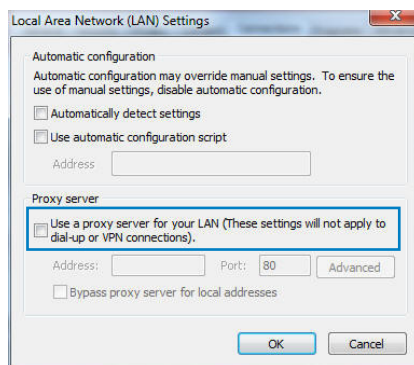 Local Area Network (LAN) Settings
Automatic configuration
Automatic configuration may override manual settings. To ensure the
use of manual settings, disable automatic configuration.
Automatically detect settings
Use automatic configuration script
Address
Proxy server
Use a proxy server for your LAN (These settings will not apply to
dial-up or VPN connections).
Address: Port: 80 Advanced
Bypass proxy server for local addresses
OK Cancel